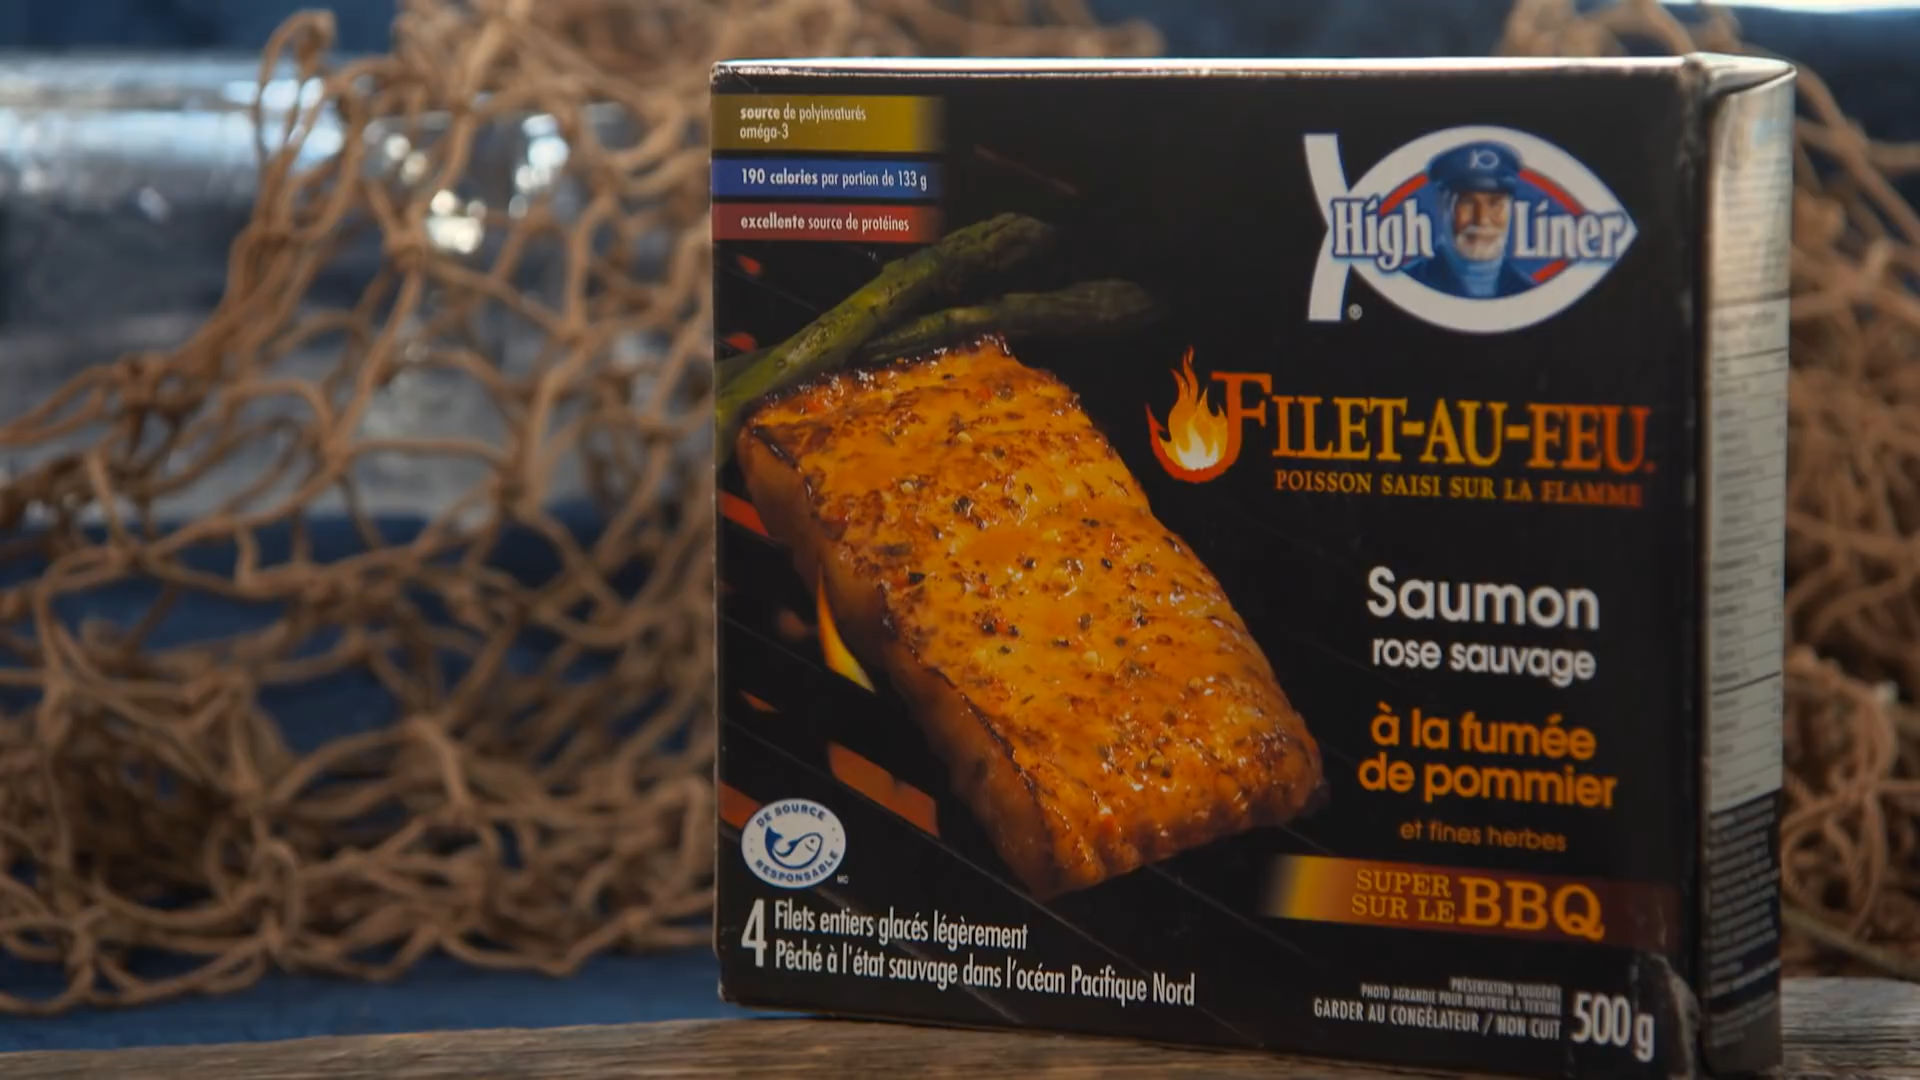 source de polyinsaturés
oméga-3
190 calories par portion de 133 g
excellente source de protéines
High Liner
®
FILET-AU-FEU
POISSON SAISI SUR LA FLAMME
Saumon
rose sauvage
à la fumée
de pommier
et fines herbes
SUPER
SUR LE BBQ
DE SOURCE
RESPONSABLE
MC
4 Filets entiers glacés légèrement
Pêché à l'état sauvage dans l'océan Pacifique Nord
PRÉSENTATION SUGGÉRÉE
PHOTO AGRANDIE POUR MONTRER LA TEXTURE
GARDER AU CONGÉLATEUR / NON CUIT
500 g